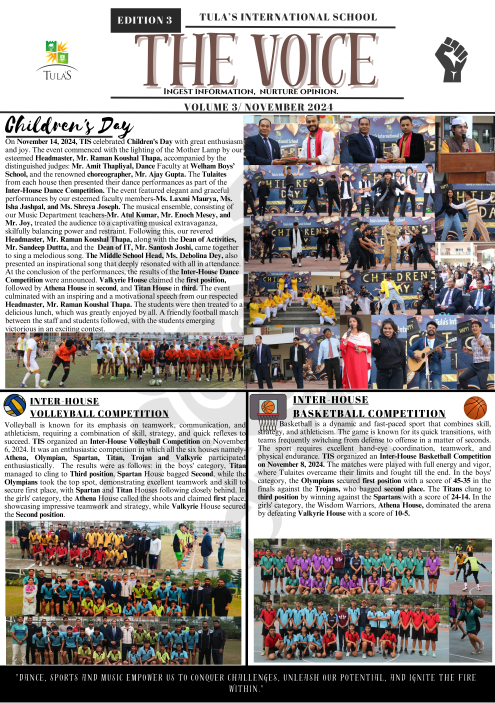 EDITION 3
TULA'S INTERNATIONAL SCHOOL
THE VOICE
INGEST INFORMATION, NURTURE OPINION.
TULA'S
VOLUME 3/ NOVEMBER 2024
Children's Day
On November 14, 2024, TIS celebrated Children's Day with great enthusiasm
and joy. The event commenced with the lighting of the Mother Lamp by our
esteemed Headmaster, Mr. Raman Koushal Thapa, accompanied by the
distinguished judges: Mr. Amit Thapliyal, Dance Faculty at Welham Boys'
School, and the renowned choreographer, Mr. Ajay Gupta. The Tulaites
from each house then presented their dance performances as part of the
Inter-House Dance Competition. The event featured elegant and graceful
performances by our esteemed faculty members-Ms. Laxmi Maurya, Ms.
Isha Jashpal, and Ms. Shreya Joseph. The musical ensemble, consisting of
our Music Department teachers-Mr. Atul Kumar, Mr. Enoch Mesey, and
Mr. Joy, treated the audience to a captivating musical extravaganza,
skilfully balancing power and restraint. Following this, our revered
Headmaster, Mr. Raman Koushal Thapa, along with the Dean of Activities,
Mr. Sandeep Duttta, and the Dean of IT, Mr. Santosh Joshi, came together
to sing a melodious song. The Middle School Head, Ms. Debolina Dey, also
presented an inspirational song that deeply resonated with all in attendance.
At the conclusion of the performances, the results of the Inter-House Dance
Competition were announced. Valkyrie House claimed the first position,
followed by Athena House in second, and Titan House in third. The event
culminated with an inspiring and a motivational speech from our respected
Headmaster, Mr. Raman Koushal Thapa. The students were then treated to a
delicious lunch, which was greatly enjoyed by all. A friendly football match
between the staff and students followed, with the students emerging
victorious in an exciting contest.
CHILDREN'S
DAY
CHILDREN'S
CHILDREN'S
INTER-HOUSE
VOLLEYBALL COMPETITION
Volleyball is known for its emphasis on teamwork, communication, and
athleticism, requiring a combination of skill, strategy, and quick reflexes to
succeed. TIS organized an Inter-House Volleyball Competition on November
6, 2024. It was an enthusiastic competition in which all the six houses namely-
Athena, Olympian, Spartan, Titan, Trojan and Valkyrie participated
enthusiastically. The results were as follows: in the boys' category, Titan
managed to cling to Third position, Spartan House bagged Second, while the
Olympians took the top spot, demonstrating excellent teamwork and skill to
secure first place, with Spartan and Titan Houses following closely behind. In
the girls' category, the Athena House called the shoots and claimed first place,
showcasing impressive teamwork and strategy, while Valkyrie House secured
the Second position.
INTER-HOUSE
BASKETBALL COMPETITION
Basketball is a dynamic and fast-paced sport that combines skill,
strategy, and athleticism. The game is known for its quick transitions, with
teams frequently switching from defense to offense in a matter of seconds.
The sport requires excellent hand-eye coordination, teamwork, and
physical endurance. TIS organized an Inter-House Basketball Competition
on November 8, 2024. The matches were played with full energy and vigor,
where Tulaites overcame their limits and fought till the end. In the boys'
category, the Olympians secured first position with a score of 45-35 in the
finals against the Trojans, who bagged second place. The Titans clung to
third position by winning against the Spartans with a score of 24-14. In the
girls' category, the Wisdom Warriors, Athena House, dominated the arena
by defeating Valkyrie House with a score of 10-5.
"DANCE, SPORTS AND MUSIC EMPOWER US TO CONQUER CHALLENGES, UNLEASH OUR POTENTIAL, AND IGNITE THE FIRE
WITHIN."